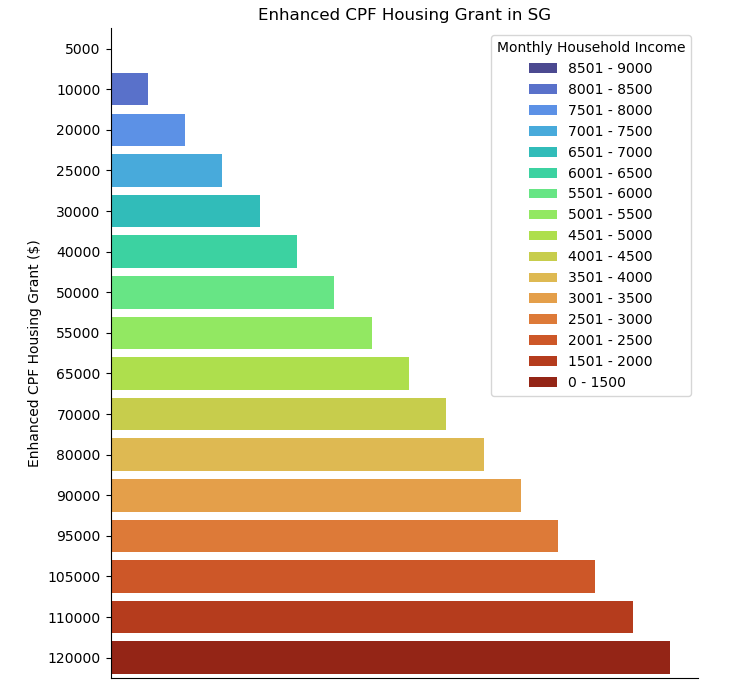 Enhanced CPF Housing Grant in SG
Monthly Household Income
8501 - 9000
8001 - 8500
7501 - 8000
7001 - 7500
6501 - 7000
6001 - 6500
5501 - 6000
5001 - 5500
4501 - 5000
4001 - 4500
3501 - 4000
3001 - 3500
2501 - 3000
2001 - 2500
1501 - 2000
0 - 1500
Enhanced CPF Housing Grant ($)
5000
10000
20000
25000
30000
40000
50000
55000
65000
70000
80000
90000
95000
105000
110000
120000